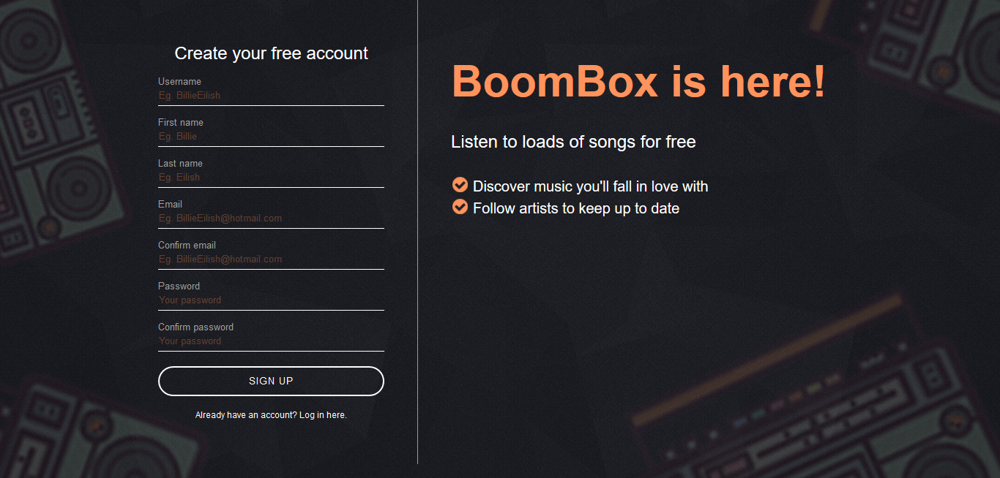 Create your free account
Username
Eg. BillieEilish
First name
Eg. Billie
Last name
Eg. Eilish
Email
Eg. BillieEilish@hotmail.com
Confirm email
Eg. BillieEilish@hotmail.com
Password
Your password
Confirm password
Your password
SIGN UP
Already have an account? Log in here.
BoomBox is here!
Listen to loads of songs for free
Discover music you'll fall in love with
Follow artists to keep up to date